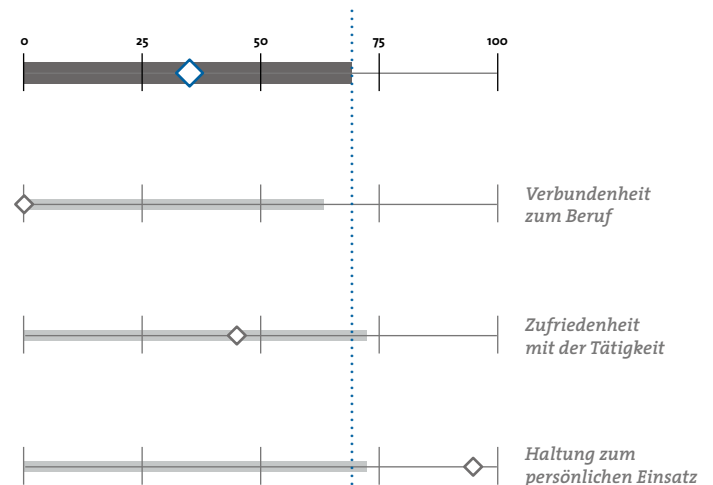 0 25 50 75 100
Verbundenheit
zum Beruf
Zufriedenheit
mit der Tätigkeit
Haltung zum
persönlichen Einsatz